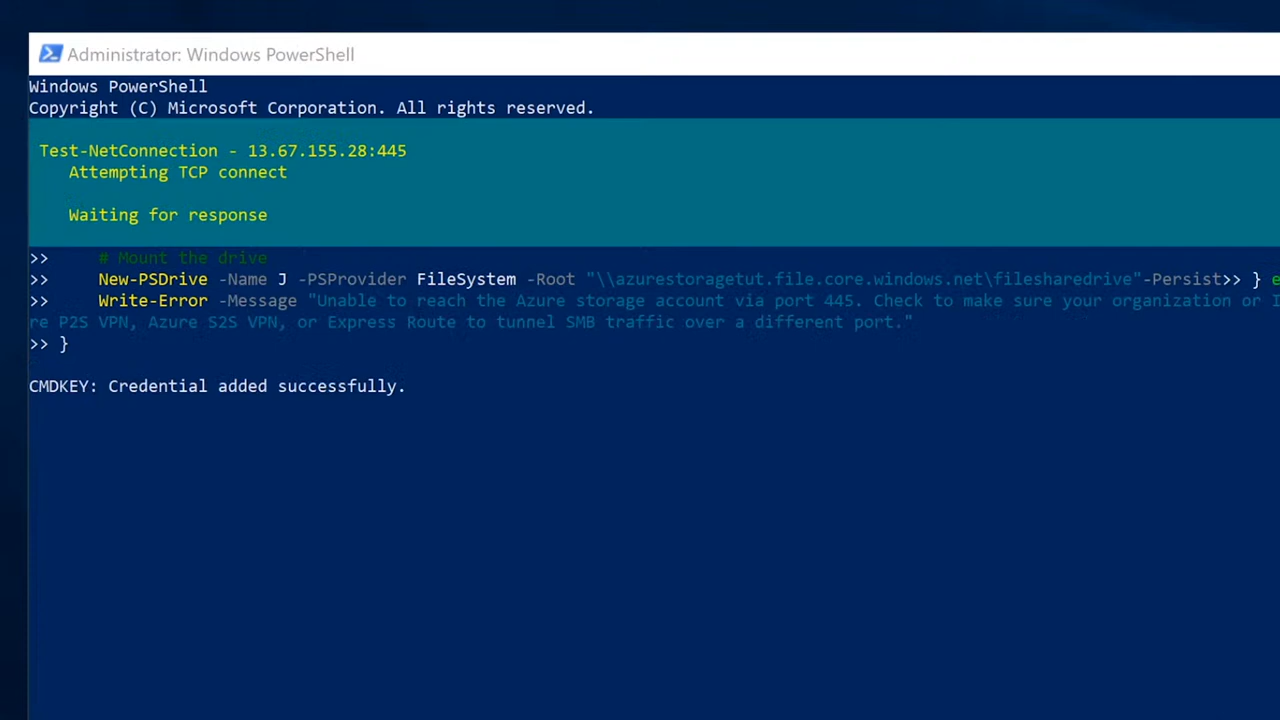 Administrator: Windows PowerShell
Windows PowerShell
Copyright (C) Microsoft Corporation. All rights reserved.
Test-NetConnection - 13.67.155.28:445
Attempting TCP connect
Waiting for response
>>     # Mount the drive
>>     New-PSDrive -Name J -PSProvider FileSystem -Root "\\azurestoragetut.file.core.windows.net\filesharedrive"-Persist>> } e
>>     Write-Error -Message "Unable to reach the Azure storage account via port 445. Check to make sure your organization or I
re P2S VPN, Azure S2S VPN, or Express Route to tunnel SMB traffic over a different port."
>> }
CMDKEY: Credential added successfully.